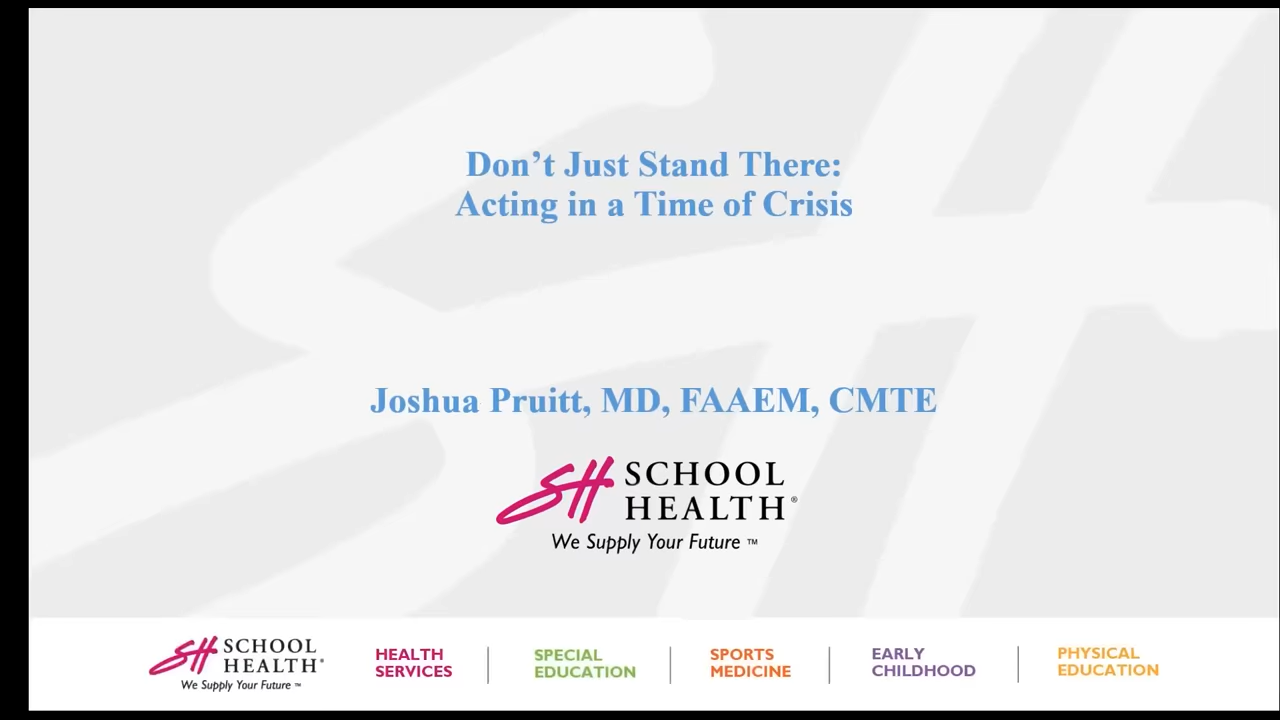 Don’t Just Stand There:
Acting in a Time of Crisis
Joshua Pruitt, MD, FAAEM, CMTE
SH SCHOOL
HEALTH®
We Supply Your Future ™
SH SCHOOL
HEALTH®
We Supply Your Future ™
HEALTH
SERVICES
SPECIAL
EDUCATION
SPORTS
MEDICINE
EARLY
CHILDHOOD
PHYSICAL
EDUCATION